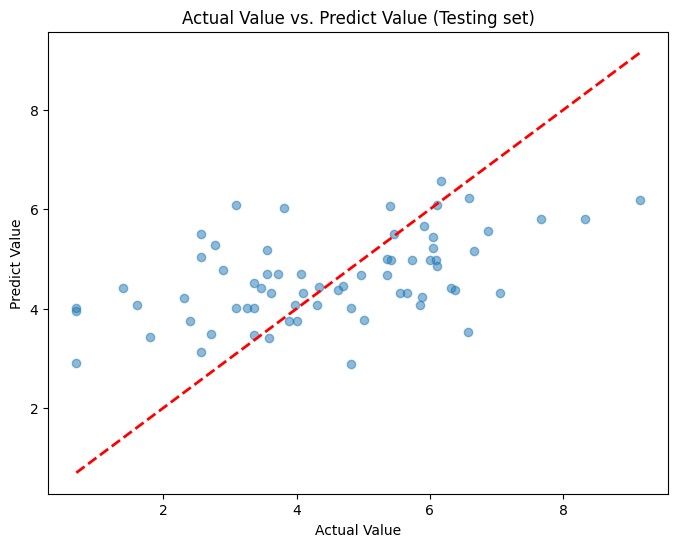 Actual Value vs. Predict Value (Testing set)
Predict Value
8
6
4
2
2 4 6 8
Actual Value